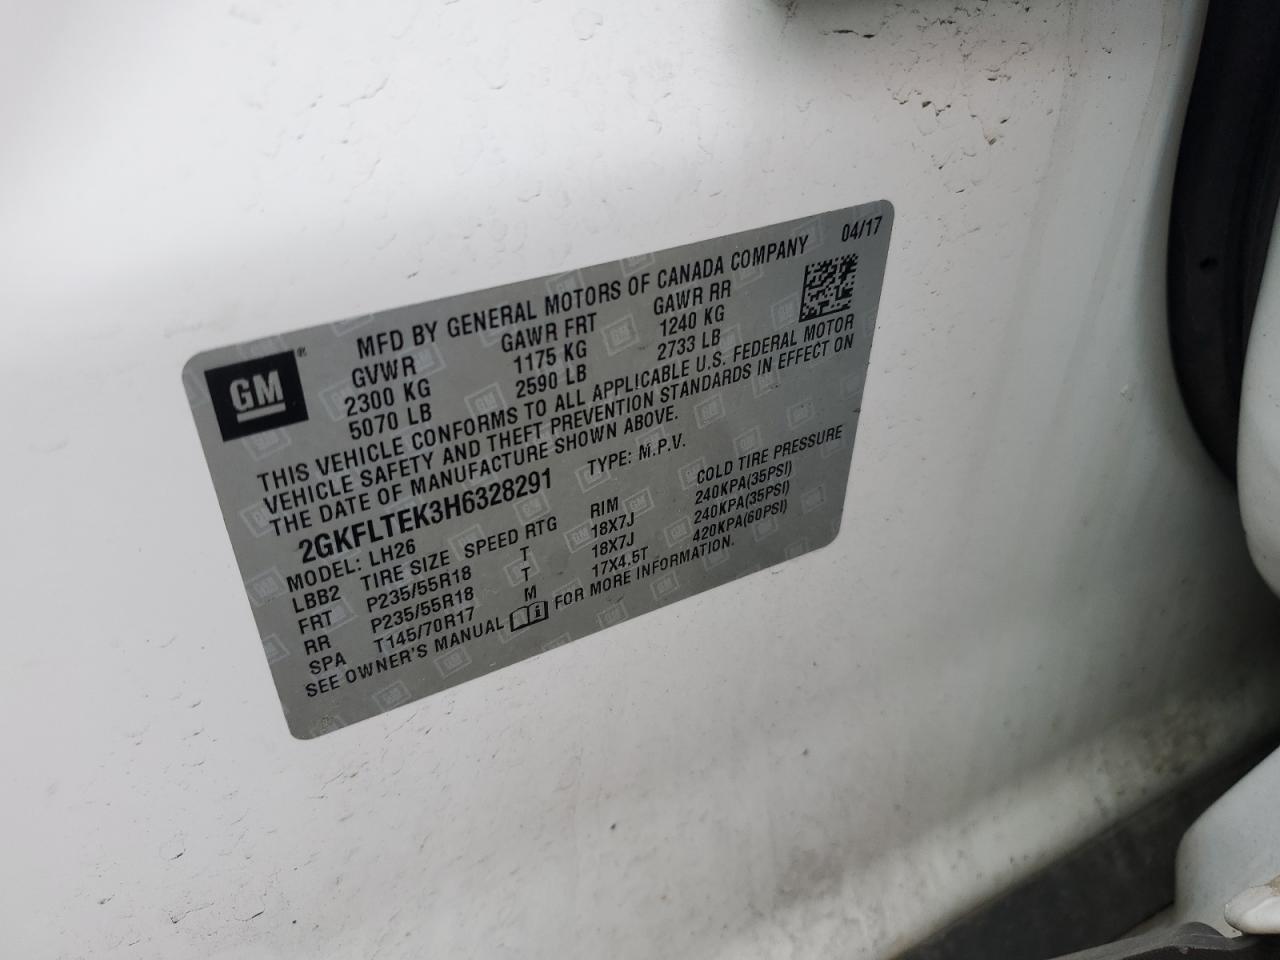 04/17
GM®
MFD BY GENERAL MOTORS OF CANADA COMPANY
GVWR GAWR FRT GAWR RR
2300 KG 1175 KG 1240 KG
5070 LB 2590 LB 2733 LB
THIS VEHICLE CONFORMS TO ALL APPLICABLE U.S. FEDERAL MOTOR
VEHICLE SAFETY AND THEFT PREVENTION STANDARDS IN EFFECT ON
THE DATE OF MANUFACTURE SHOWN ABOVE.
2GKFLTEK3H6328291 TYPE: M.P.V.
MODEL: LH26
LBB2 TIRE SIZE SPEED RTG RIM COLD TIRE PRESSURE
FRT P235/55R18 T 18X7J 240KPA(35PSI)
RR P235/55R18 T 18X7J 240KPA(35PSI)
SPA T145/70R17 M 17X4.5T 420KPA(60PSI)
SEE OWNER'S MANUAL FOR MORE INFORMATION.